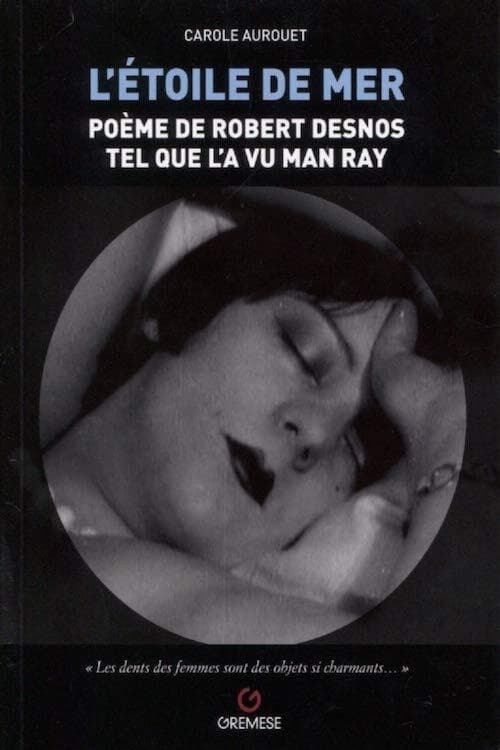 CAROLE AUROUET
L'ÉTOILE DE MER
POÈME DE ROBERT DESNOS
TEL QUE L'A VU MAN RAY
« Les dents des femmes sont des objets si charmants... »
GREMESE